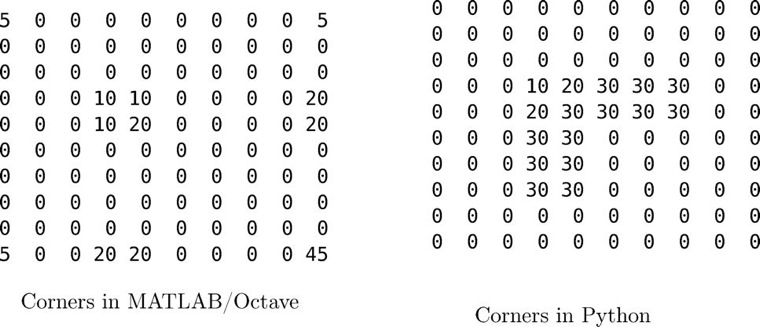 5 0 0 0 0 0 0 0 0 5
0 0 0 0 0 0 0 0 0 0
0 0 0 0 0 0 0 0 0 0
0 0 0 10 10 0 0 0 0 20
0 0 0 10 20 0 0 0 0 20
0 0 0 0 0 0 0 0 0 0
0 0 0 0 0 0 0 0 0 0
0 0 0 0 0 0 0 0 0 0
0 0 0 0 0 0 0 0 0 0
5 0 0 20 20 0 0 0 0 45
Corners in MATLAB/Octave
0 0 0 0 0 0 0 0 0 0
0 0 0 0 0 0 0 0 0 0
0 0 0 0 0 0 0 0 0 0
0 0 0 10 20 30 30 30 0 0
0 0 0 20 30 30 30 30 0 0
0 0 0 30 30 0 0 0 0 0
0 0 0 30 30 0 0 0 0 0
0 0 0 30 30 0 0 0 0 0
0 0 0 0 0 0 0 0 0 0
0 0 0 0 0 0 0 0 0 0
Corners in Python